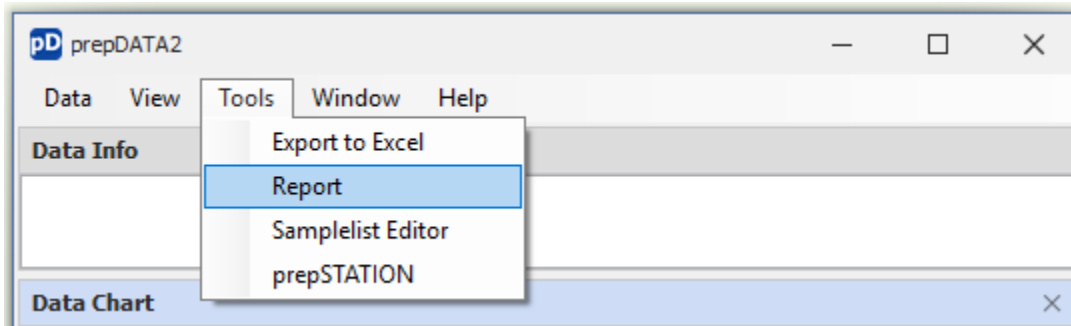 pD prepDATA2
Data View Tools Window Help
Data Info
Export to Excel
Report
Samplelist Editor
prepSTATION
Data Chart